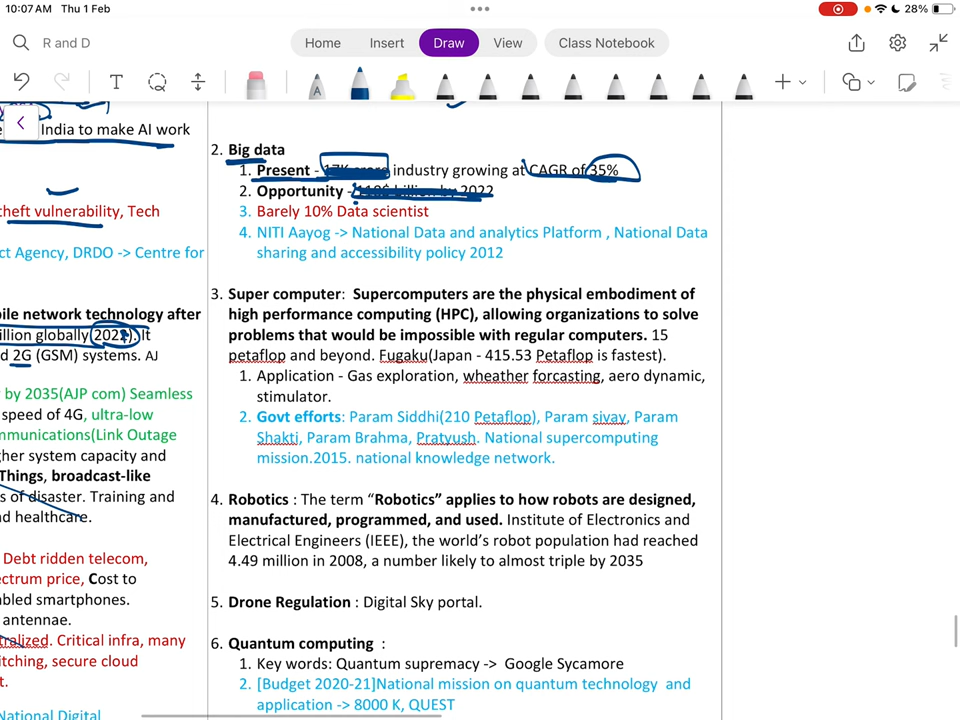 10:07 AM Thu 1 Feb
28%
R and D
Home Insert Draw View Class Notebook
T
A
India to make AI work
theft vulnerability, Tech
ct Agency, DRDO -> Centre for
bile network technology after
illion globally (2022). It
nd 2G (GSM) systems. AJ
by 2035(AJP com) Seamless
speed of 4G, ultra-low
mmunications(Link Outage
gher system capacity and
Things, broadcast-like
s of disaster. Training and
nd healthcare.
Debt ridden telecom,
ectrum price, Cost to
abled smartphones.
antennae.
tralized. Critical infra, many
itching, secure cloud
t.
National Digital
2. Big data
1. Present - 17K crore industry growing at CAGR of 35%
2. Opportunity - billion by 2022
3. Barely 10% Data scientist
4. NITI Aayog -> National Data and analytics Platform , National Data
sharing and accessibility policy 2012
3. Super computer: Supercomputers are the physical embodiment of
high performance computing (HPC), allowing organizations to solve
problems that would be impossible with regular computers. 15
petaflop and beyond. Fugaku(Japan - 415.53 Petaflop is fastest).
1. Application - Gas exploration, wheather forcasting, aero dynamic,
stimulator.
2. Govt efforts: Param Siddhi(210 Petaflop), Param sivay, Param
Shakti, Param Brahma, Pratyush. National supercomputing
mission.2015. national knowledge network.
4. Robotics : The term “Robotics” applies to how robots are designed,
manufactured, programmed, and used. Institute of Electronics and
Electrical Engineers (IEEE), the world’s robot population had reached
4.49 million in 2008, a number likely to almost triple by 2035
5. Drone Regulation : Digital Sky portal.
6. Quantum computing :
1. Key words: Quantum supremacy -> Google Sycamore
2. [Budget 2020-21]National mission on quantum technology and
application -> 8000 K, QUEST